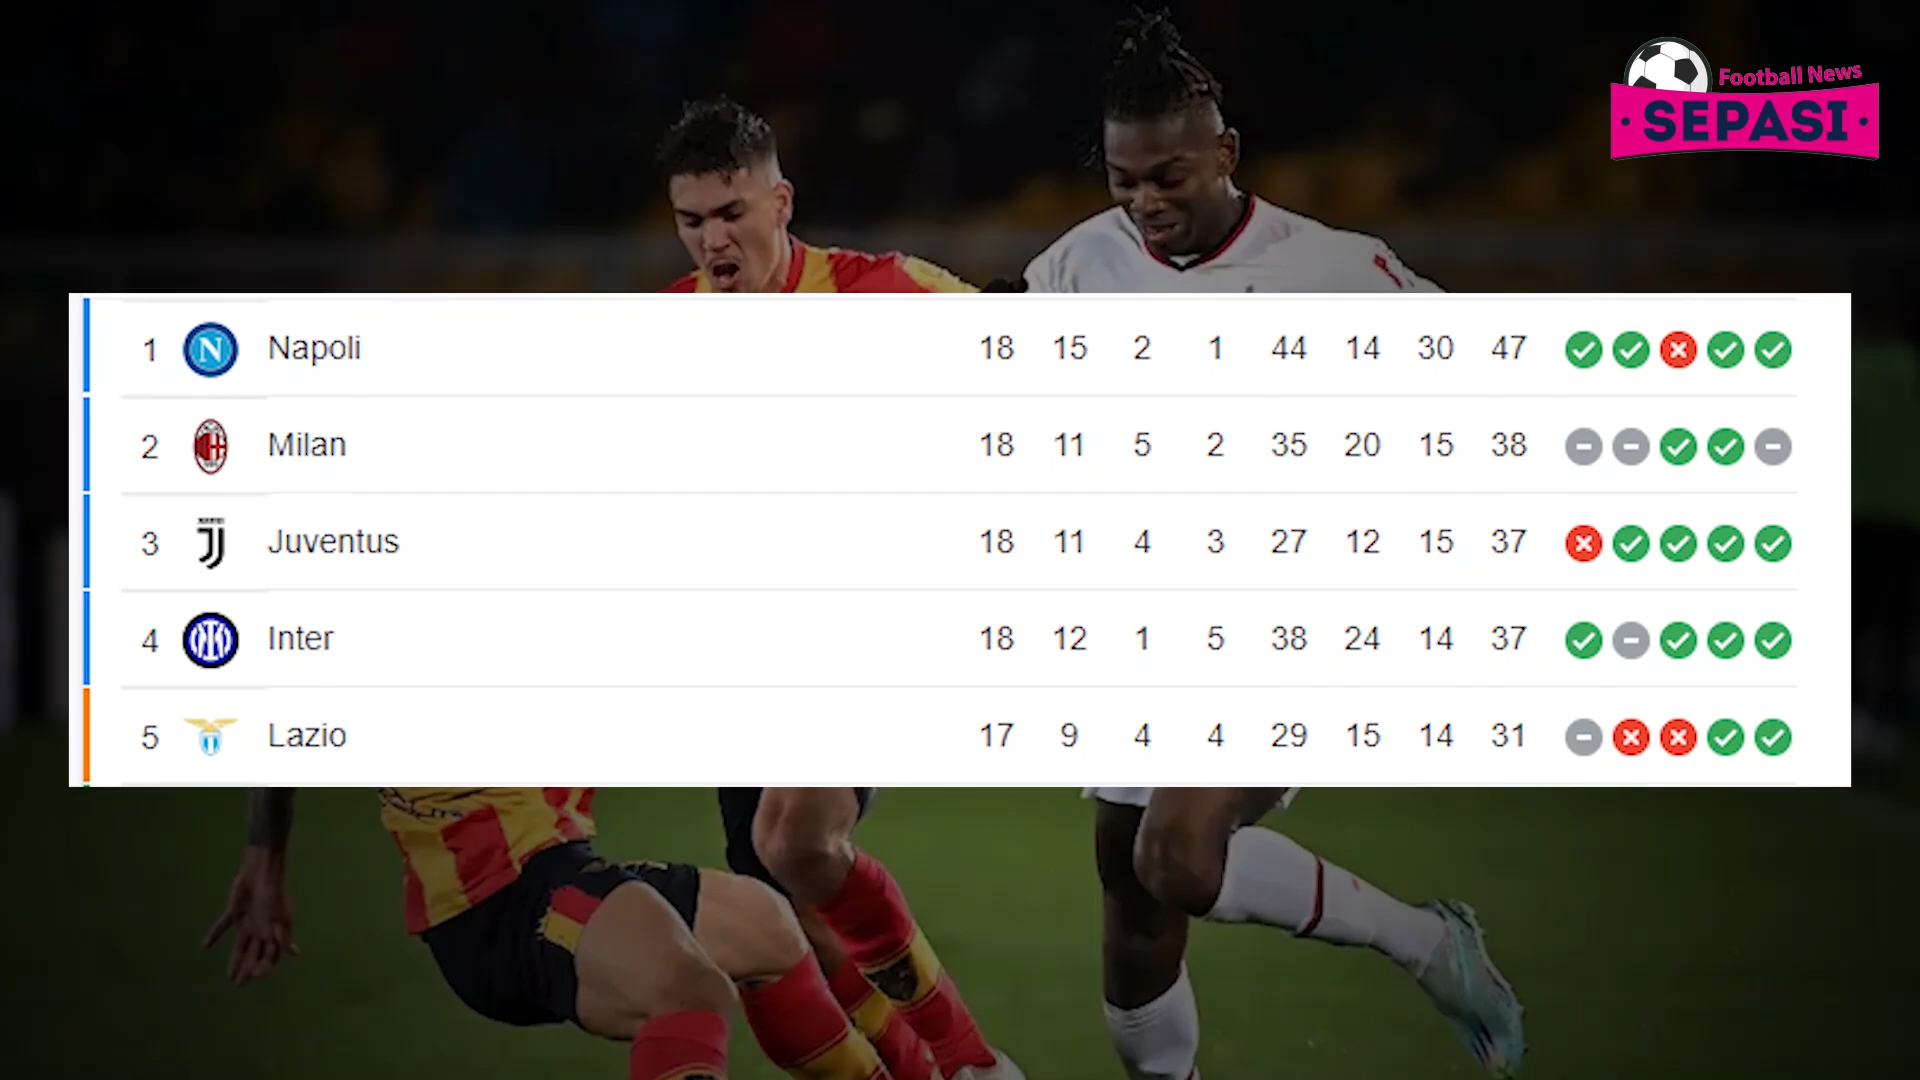 Football News
SEPASI
1 Napoli 18 15 2 1 44 14 30 47
2 Milan 18 11 5 2 35 20 15 38
3 Juventus 18 11 4 3 27 12 15 37
4 Inter 18 12 1 5 38 24 14 37
5 Lazio 17 9 4 4 29 15 14 31